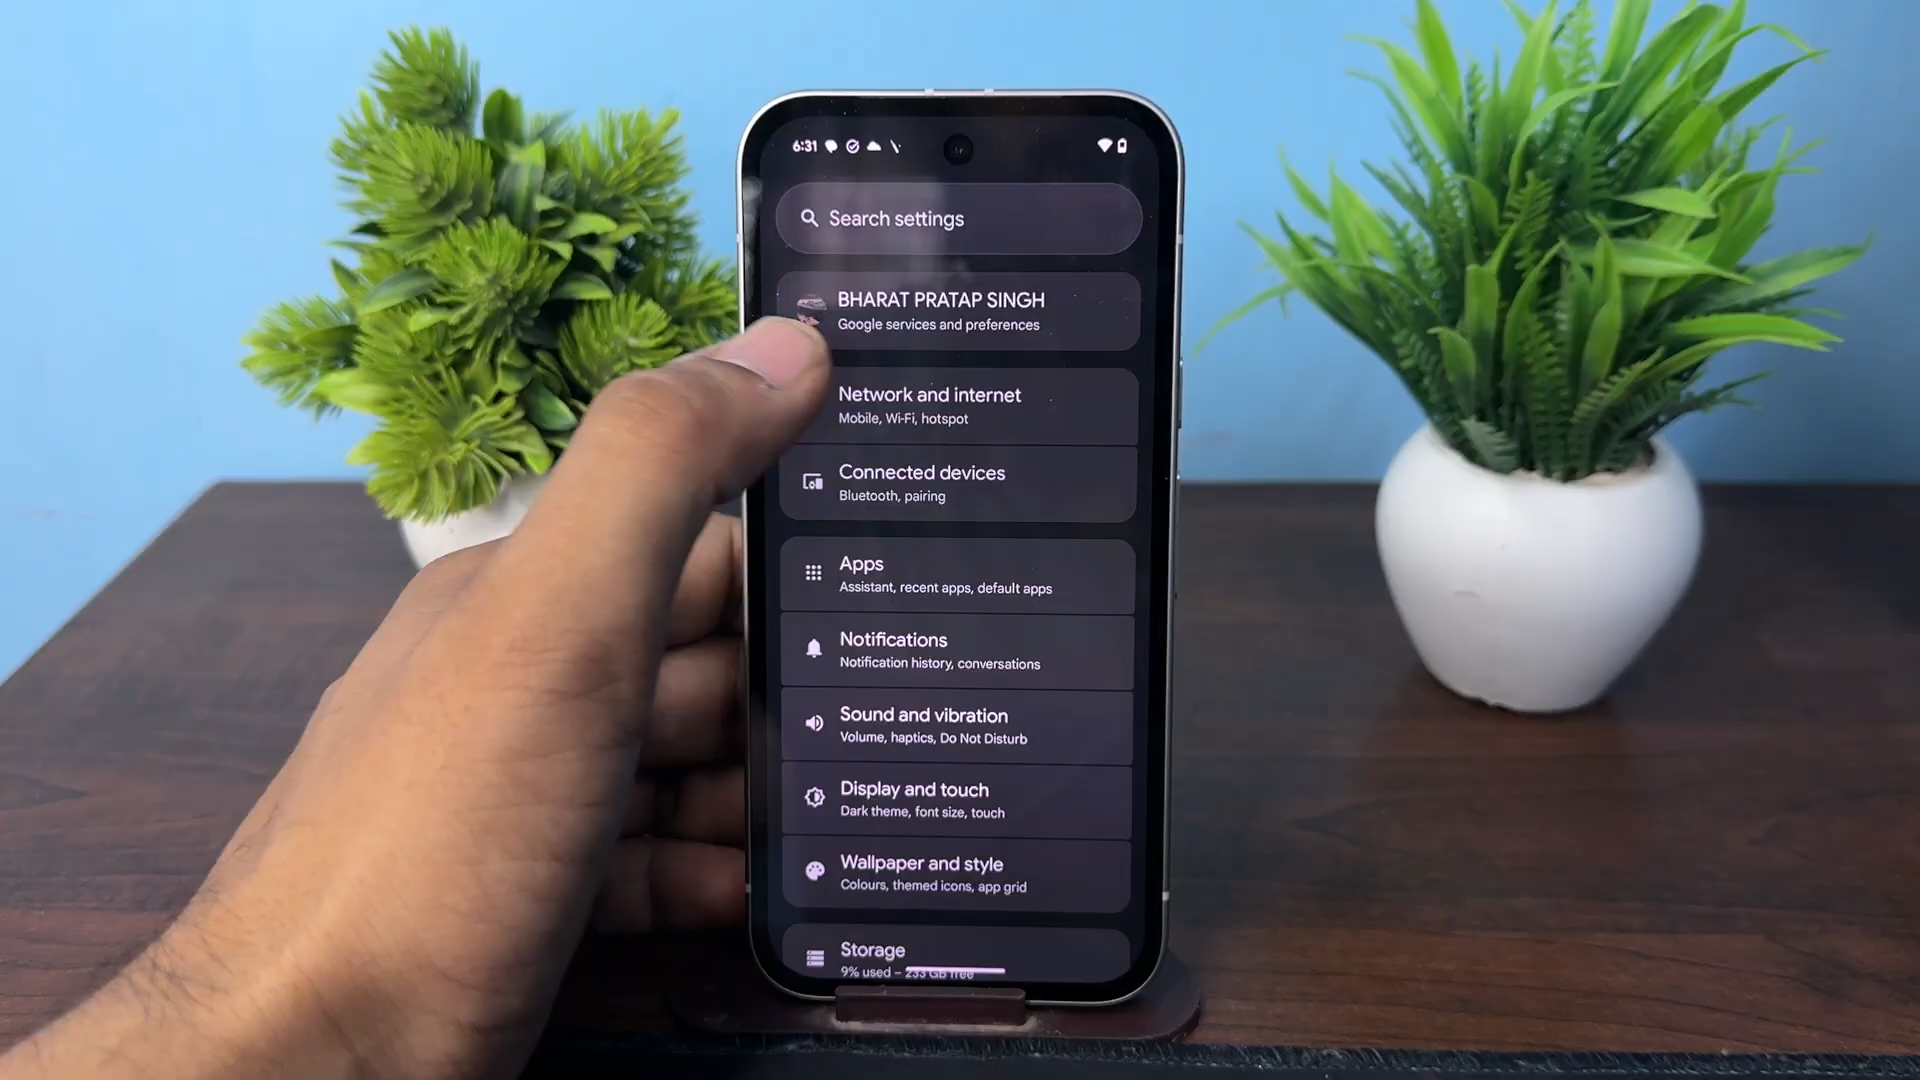 6:31
Search settings
BHARAT PRATAP SINGH
Google services and preferences
Network and internet
Mobile, Wi-Fi, hotspot
Connected devices
Bluetooth, pairing
Apps
Assistant, recent apps, default apps
Notifications
Notification history, conversations
Sound and vibration
Volume, haptics, Do Not Disturb
Display and touch
Dark theme, font size, touch
Wallpaper and style
Colours, themed icons, app grid
Storage
9% used – 233 GB free